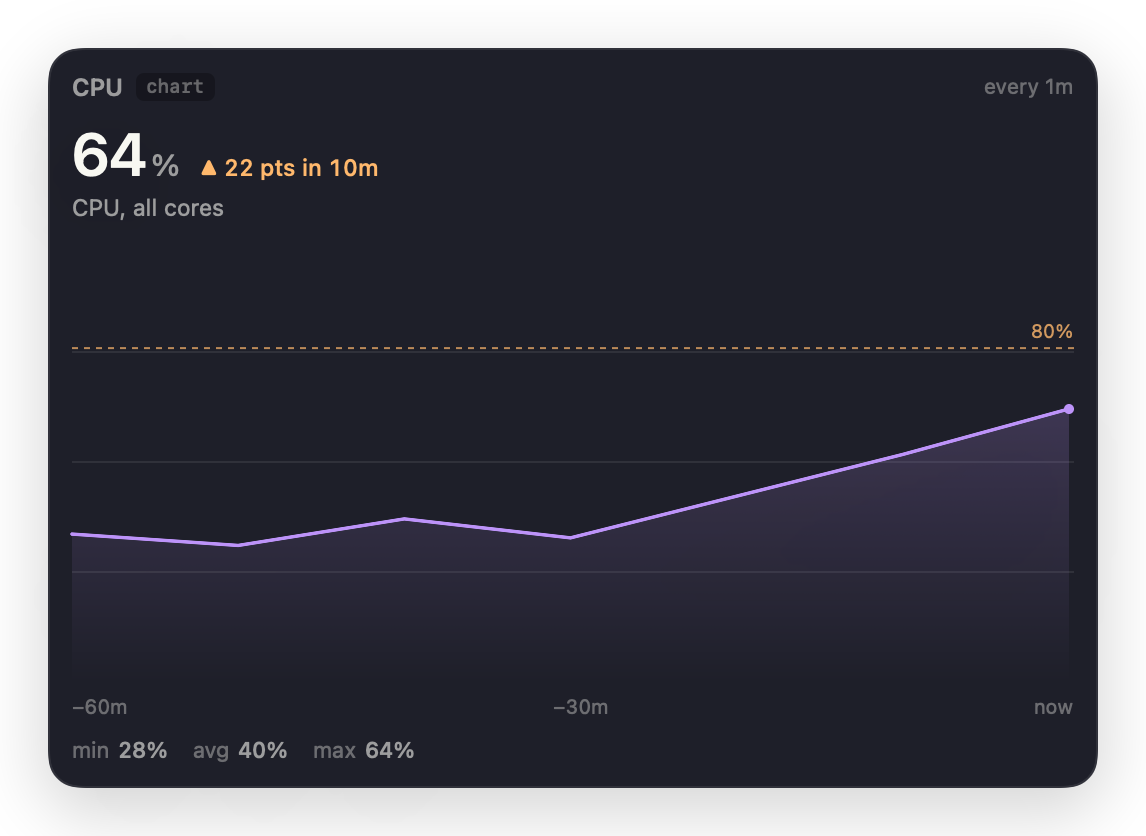 CPU chart every 1m
64% ▲ 22 pts in 10m
CPU, all cores
80%
–60m –30m now
min 28% avg 40% max 64%